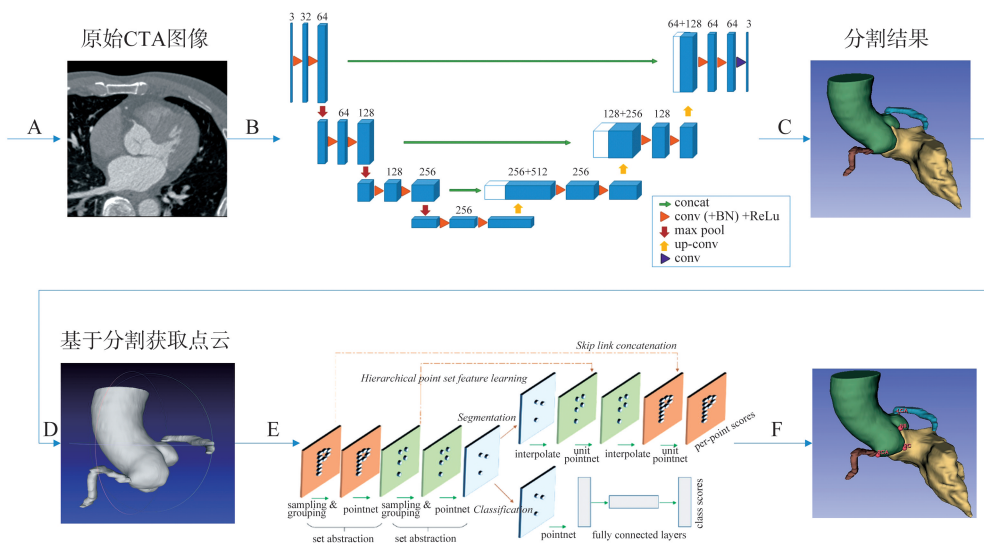 原始CTA图像
A
B
3 32 64
64 128
128 256
256
256+512 256
128+256 128
64+128 64 64 3
concat
conv (+BN) +ReLu
max pool
up-conv
conv
C
分割结果
D
基于分割获取点云
E
Skip link concatenation
Hierarchical point set feature learning
Segmentation
interpolate
unit
pointnet
interpolate
unit
pointnet
per-point scores
sampling &
grouping
pointnet
sampling &
grouping
pointnet
Classification
set abstraction
set abstraction
pointnet
fully connected layers
class scores
F